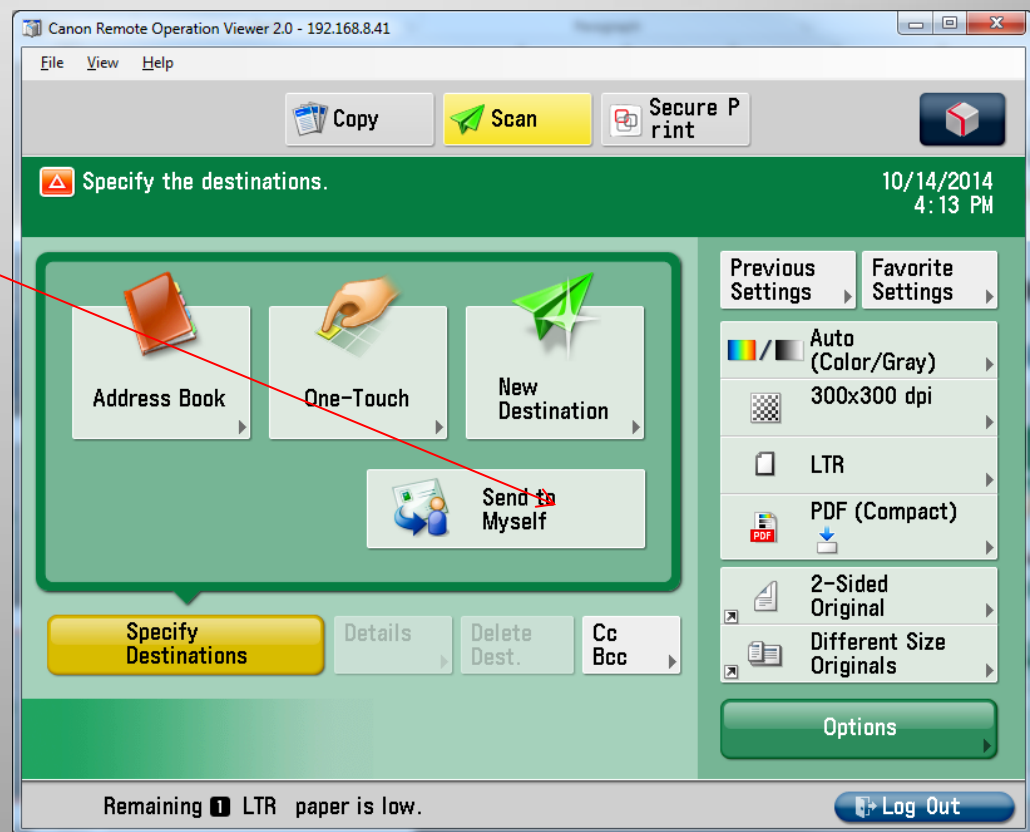 Canon Remote Operation Viewer 2.0 - 192.168.8.41
File View Help
Copy
Scan
Secure P
rint
Specify the destinations.
10/14/2014
4:13 PM
Address Book
One-Touch
New
Destination
Send to
Myself
Specify
Destinations
Details
Delete
Dest.
Cc
Bcc
Previous
Settings
Favorite
Settings
Auto
(Color/Gray)
300x300 dpi
LTR
PDF
PDF (Compact)
2-Sided
Original
Different Size
Originals
Options
Remaining 1 LTR paper is low.
Log Out